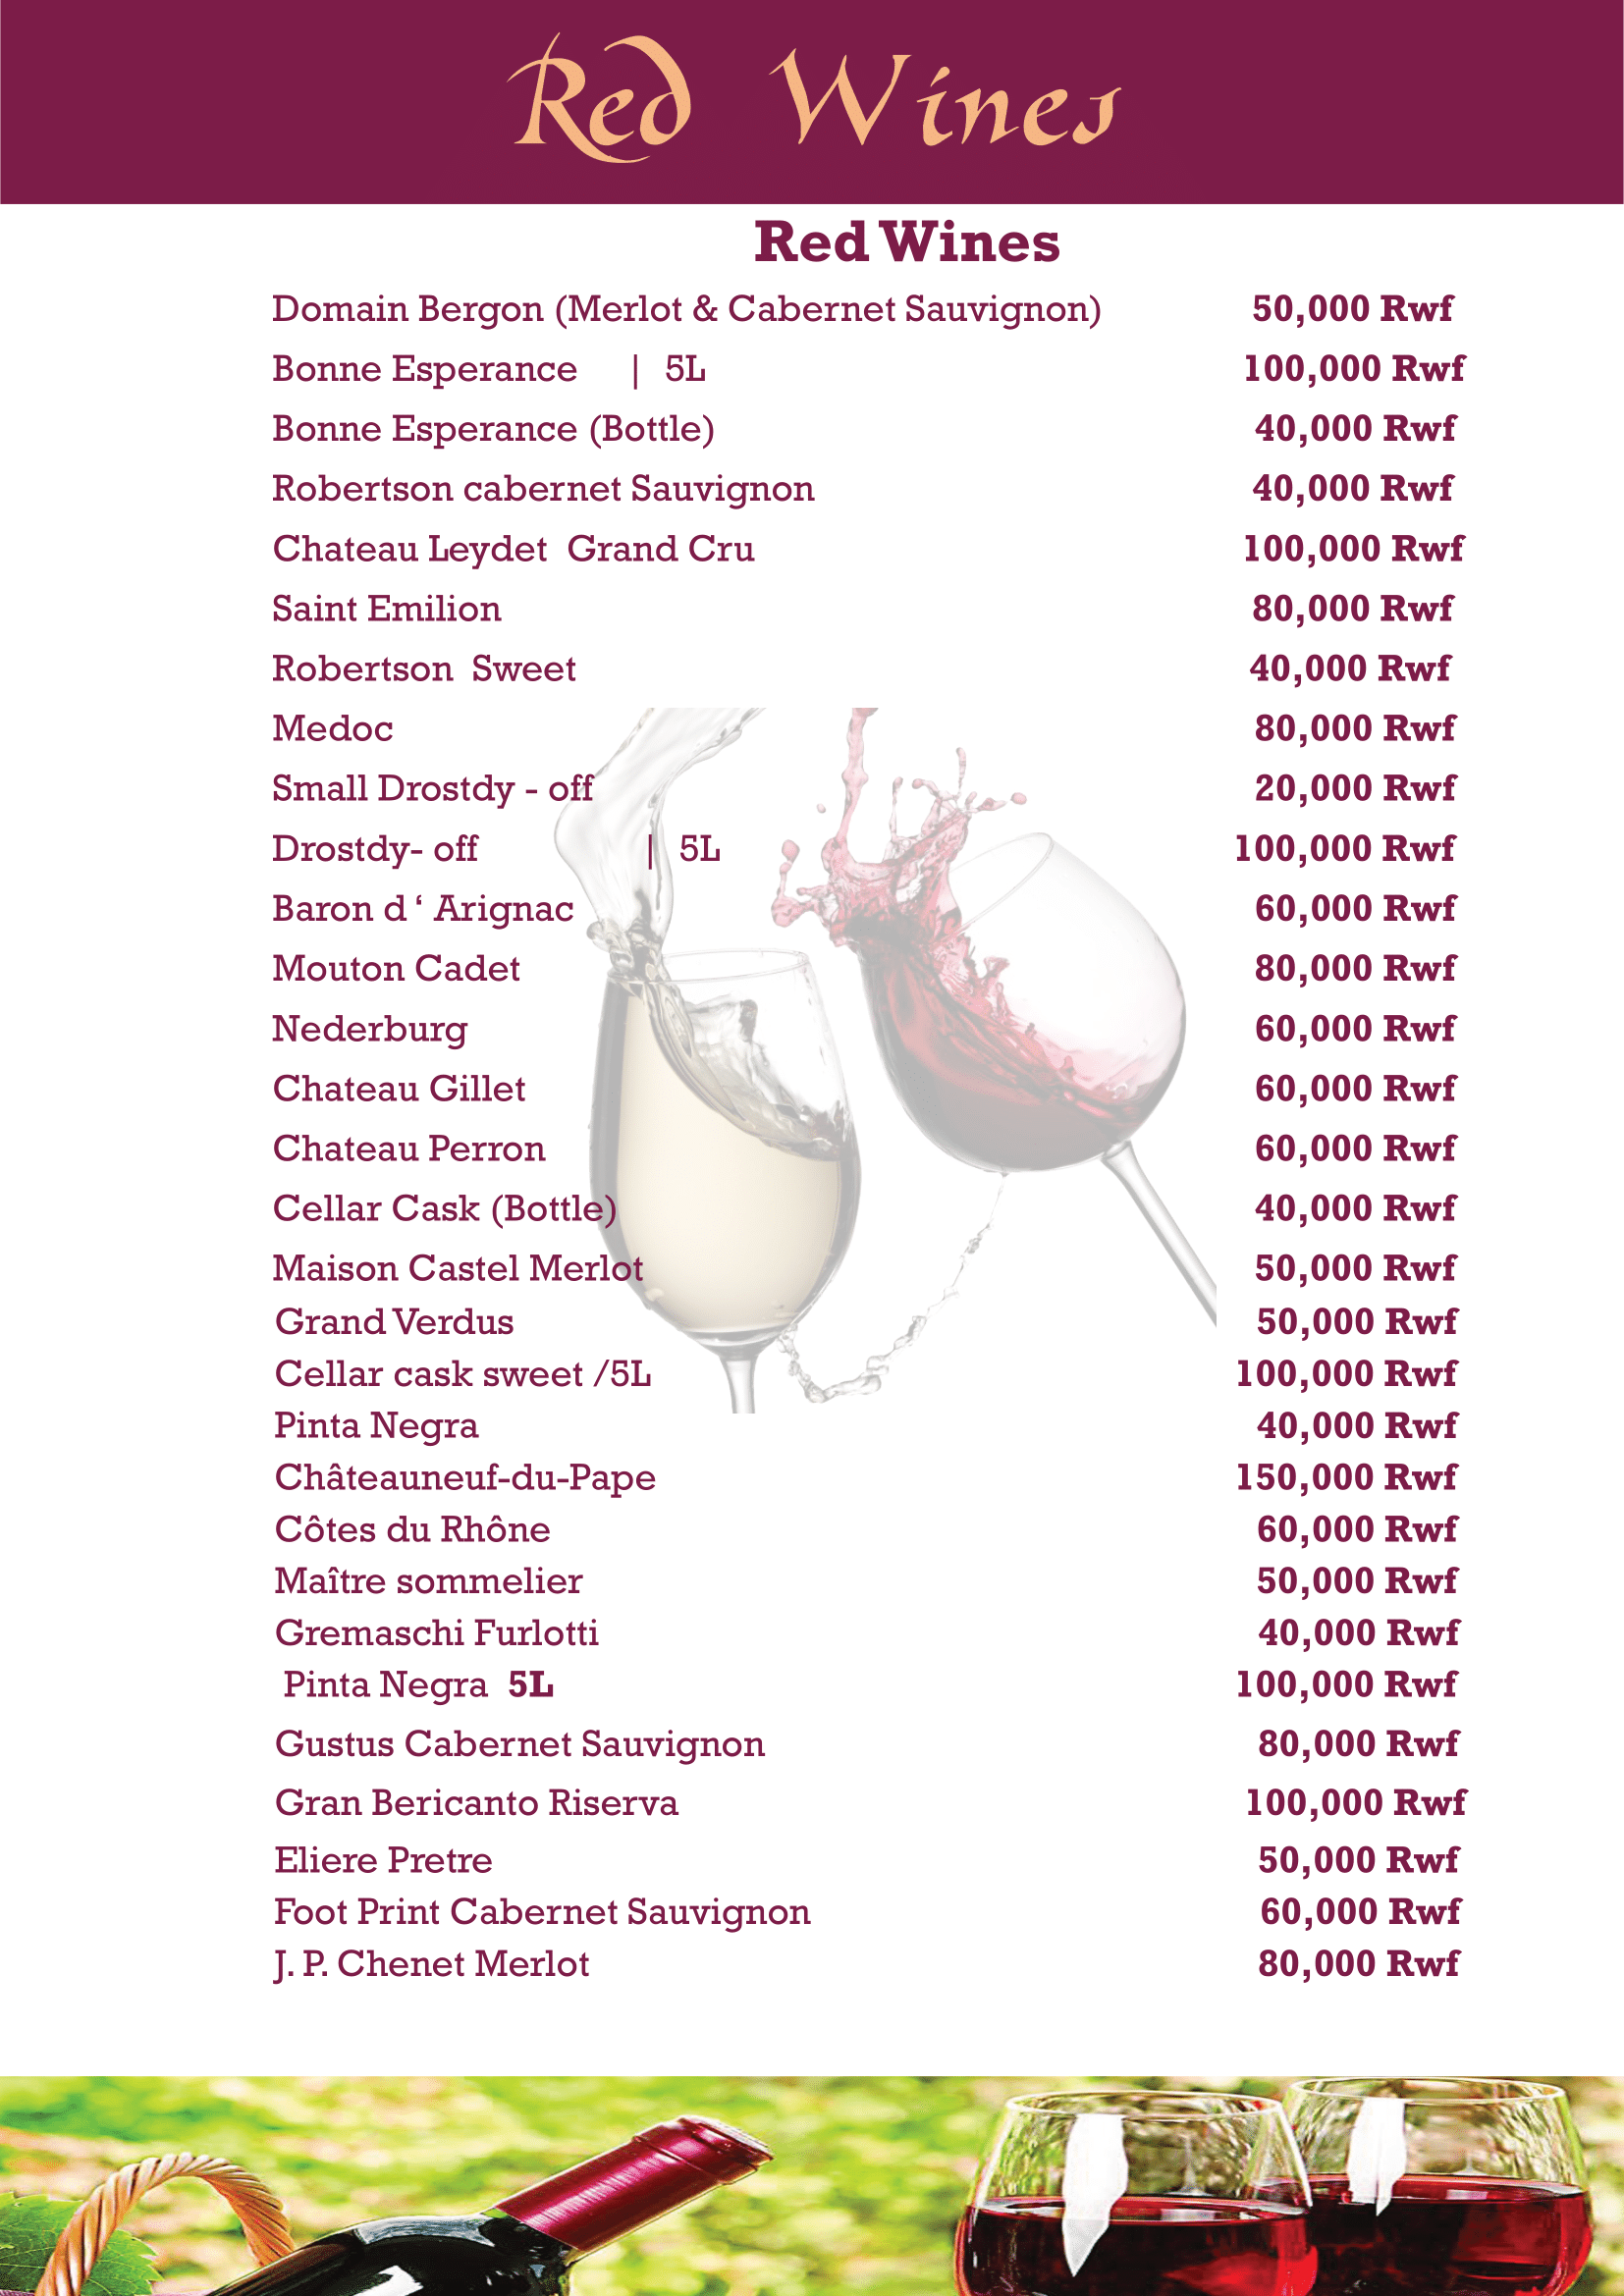 Red Wines
Red Wines
Domain Bergon (Merlot & Cabernet Sauvignon) 50,000 Rwf
Bonne Esperance | 5L 100,000 Rwf
Bonne Esperance (Bottle) 40,000 Rwf
Robertson cabernet Sauvignon 40,000 Rwf
Chateau Leydet Grand Cru 100,000 Rwf
Saint Emilion 80,000 Rwf
Robertson Sweet 40,000 Rwf
Medoc 80,000 Rwf
Small Drostdy - off 20,000 Rwf
Drostdy- off | 5L 100,000 Rwf
Baron d ‘ Arignac 60,000 Rwf
Mouton Cadet 80,000 Rwf
Nederburg 60,000 Rwf
Chateau Gillet 60,000 Rwf
Chateau Perron 60,000 Rwf
Cellar Cask (Bottle) 40,000 Rwf
Maison Castel Merlot 50,000 Rwf
Grand Verdus 50,000 Rwf
Cellar cask sweet /5L 100,000 Rwf
Pinta Negra 40,000 Rwf
Châteauneuf-du-Pape 150,000 Rwf
Côtes du Rhône 60,000 Rwf
Maître sommelier 50,000 Rwf
Gremaschi Furlotti 40,000 Rwf
Pinta Negra 5L 100,000 Rwf
Gustus Cabernet Sauvignon 80,000 Rwf
Gran Bericanto Riserva 100,000 Rwf
Eliere Pretre 50,000 Rwf
Foot Print Cabernet Sauvignon 60,000 Rwf
J. P. Chenet Merlot 80,000 Rwf